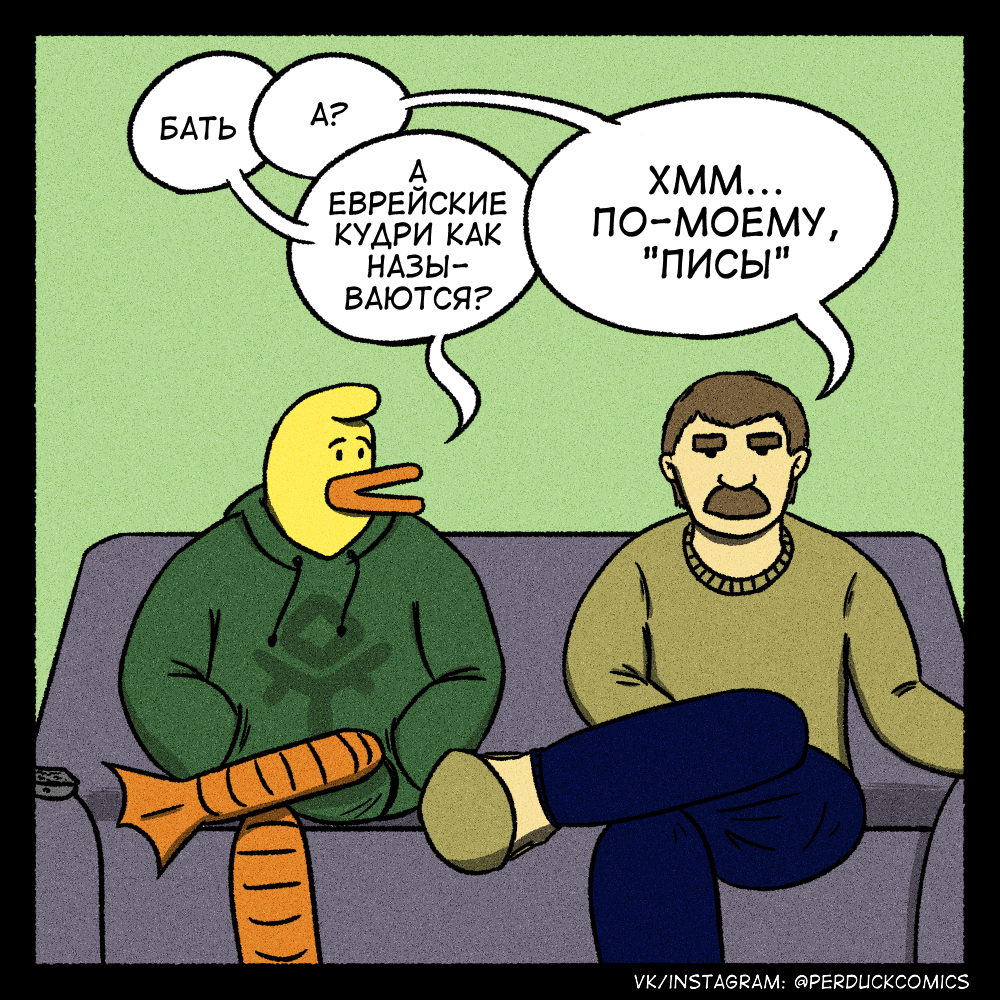 БАТЬ
А?
А
ЕВРЕЙСКИЕ
КУДРИ КАК
НАЗЫ-
ВАЮТСЯ?
ХММ...
ПО-МОЕМУ,
"ПИСЫ"
VK/INSTAGRAM: @PERDUCKCOMICS